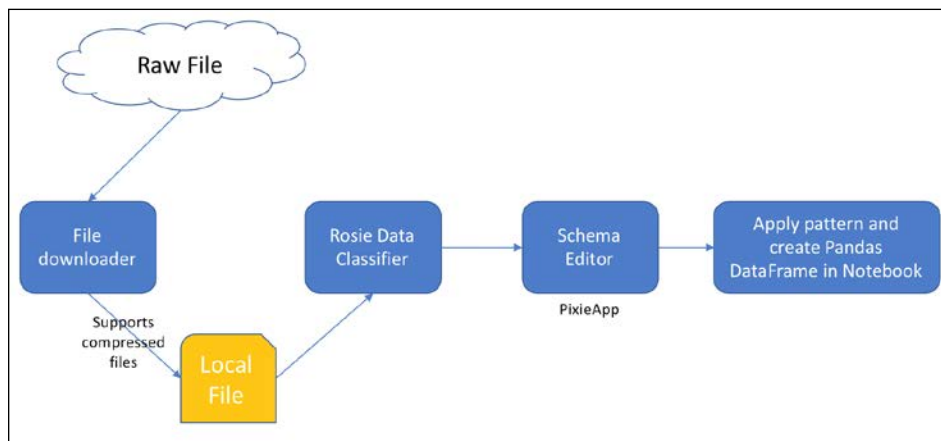 Raw File
File
downloader
Supports
compressed
files
Local
File
Rosie Data
Classifier
Schema
Editor
PixieApp
Apply pattern and
create Pandas
DataFrame in Notebook